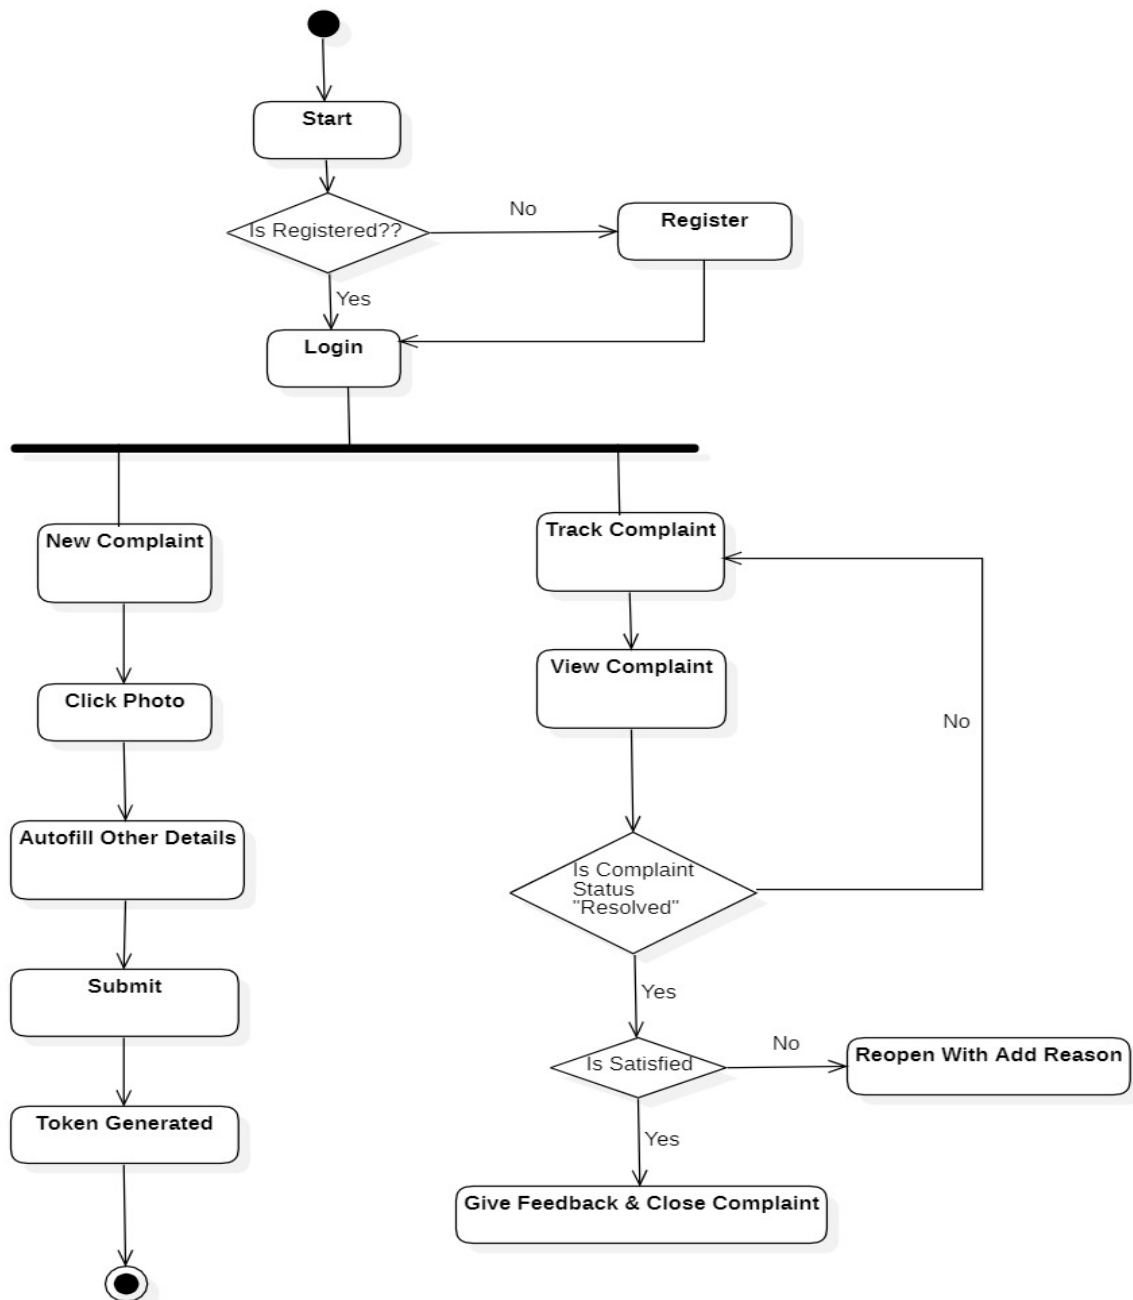 Start
Is Registered??
No
Register
Yes
Login
New Complaint
Click Photo
Autofill Other Details
Submit
Token Generated
Track Complaint
View Complaint
No
Is Complaint
Status
"Resolved"
Yes
Is Satisfied
No
Reopen With Add Reason
Yes
Give Feedback & Close Complaint